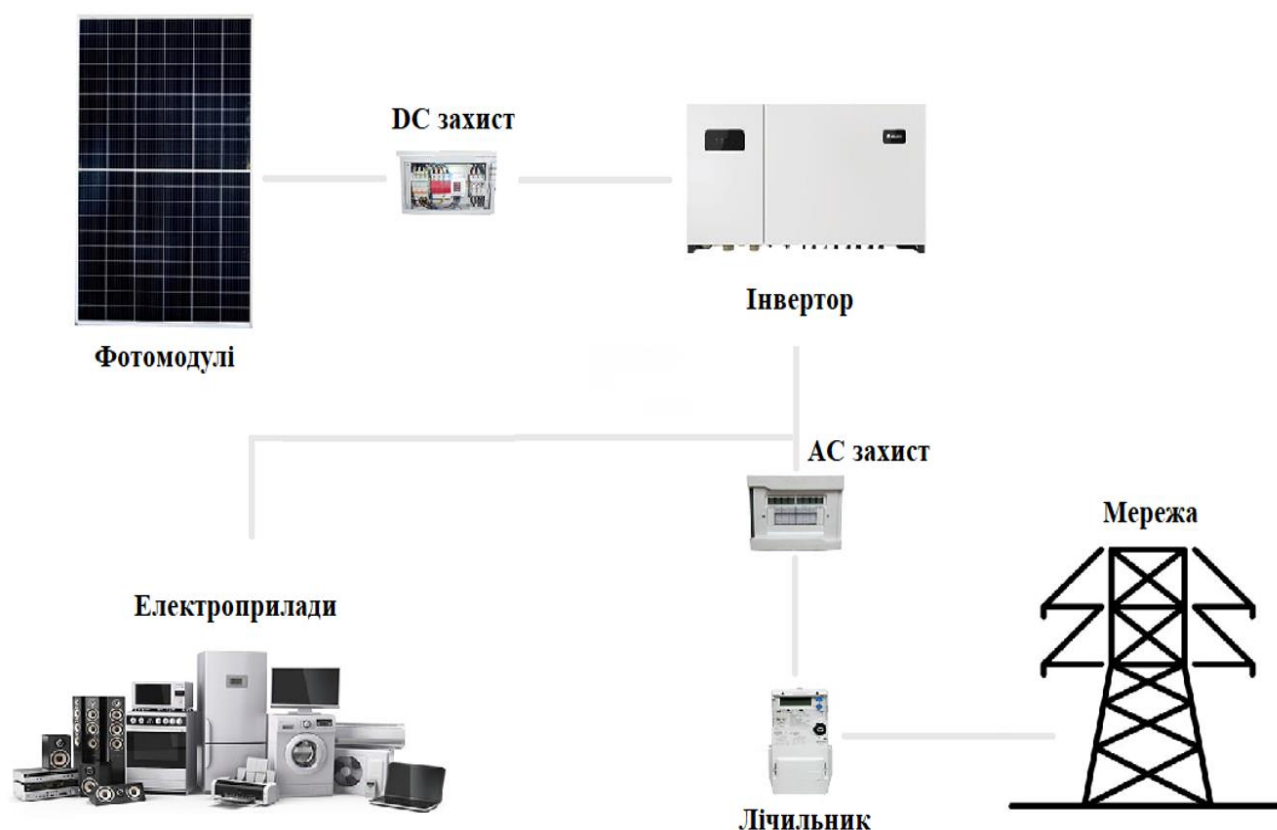 DC захист
Інвертор
Фотомодулі
АС захист
Мережа
Електроприлади
Лічильник